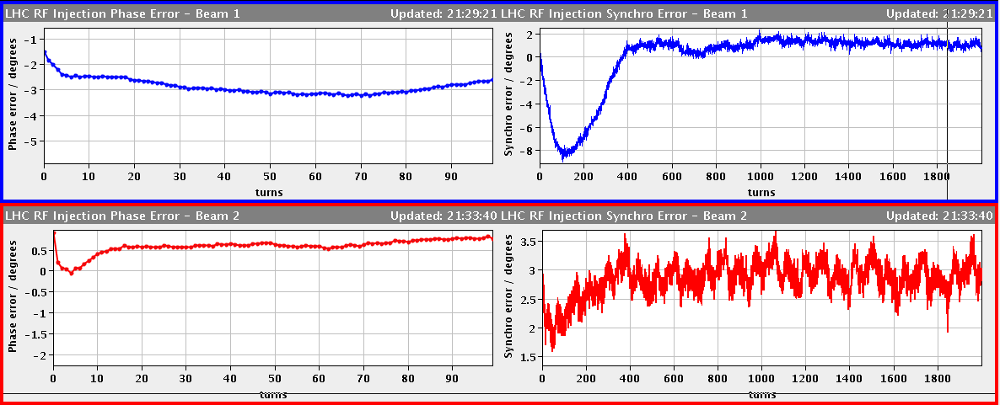 LHC RF Injection Phase Error - Beam 1 Updated: 21:29:21
-1
-2
-3
-4
-5
Phase error / degrees
0 10 20 30 40 50 60 70 80 90
turns
LHC RF Injection Synchro Error - Beam 1 Updated: 21:29:21
2
0
-2
-4
-6
-8
Synchro error / degrees
0 200 400 600 800 1000 1200 1400 1600 1800
turns
LHC RF Injection Phase Error - Beam 2 Updated: 21:33:40
0.5
0
-0.5
-1
-1.5
-2
Phase error / degrees
0 10 20 30 40 50 60 70 80 90
turns
LHC RF Injection Synchro Error - Beam 2 Updated: 21:33:40
3.5
3
2.5
2
1.5
Synchro error / degrees
0 200 400 600 800 1000 1200 1400 1600 1800
turns